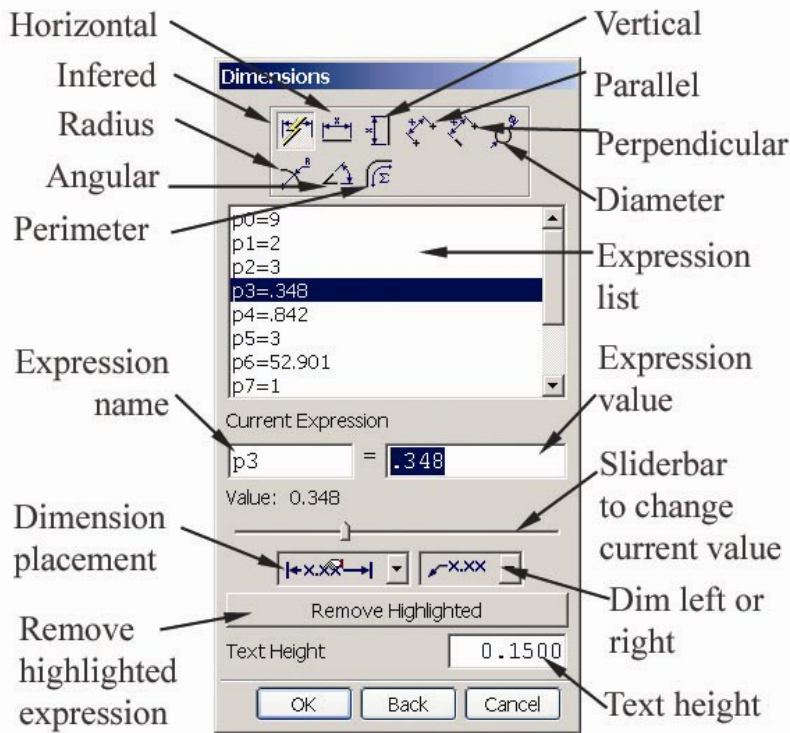 Horizontal
Vertical
Infered
Dimensions
Parallel
Radius
Perpendicular
Angular
Diameter
Perimeter
p0=9
p1=2
p2=3
p3=.348
p4=.842
p5=3
p6=52.901
p7=1
Expression
list
Expression
name
Expression
value
Current Expression
p3 = .348
Value: 0.348
Sliderbar
to change
current value
Dimension
placement
x.xx
x.xx
Dim left or
right
Remove Highlighted
Remove
highlighted
expression
Text Height 0.1500
Text height
OK Back Cancel